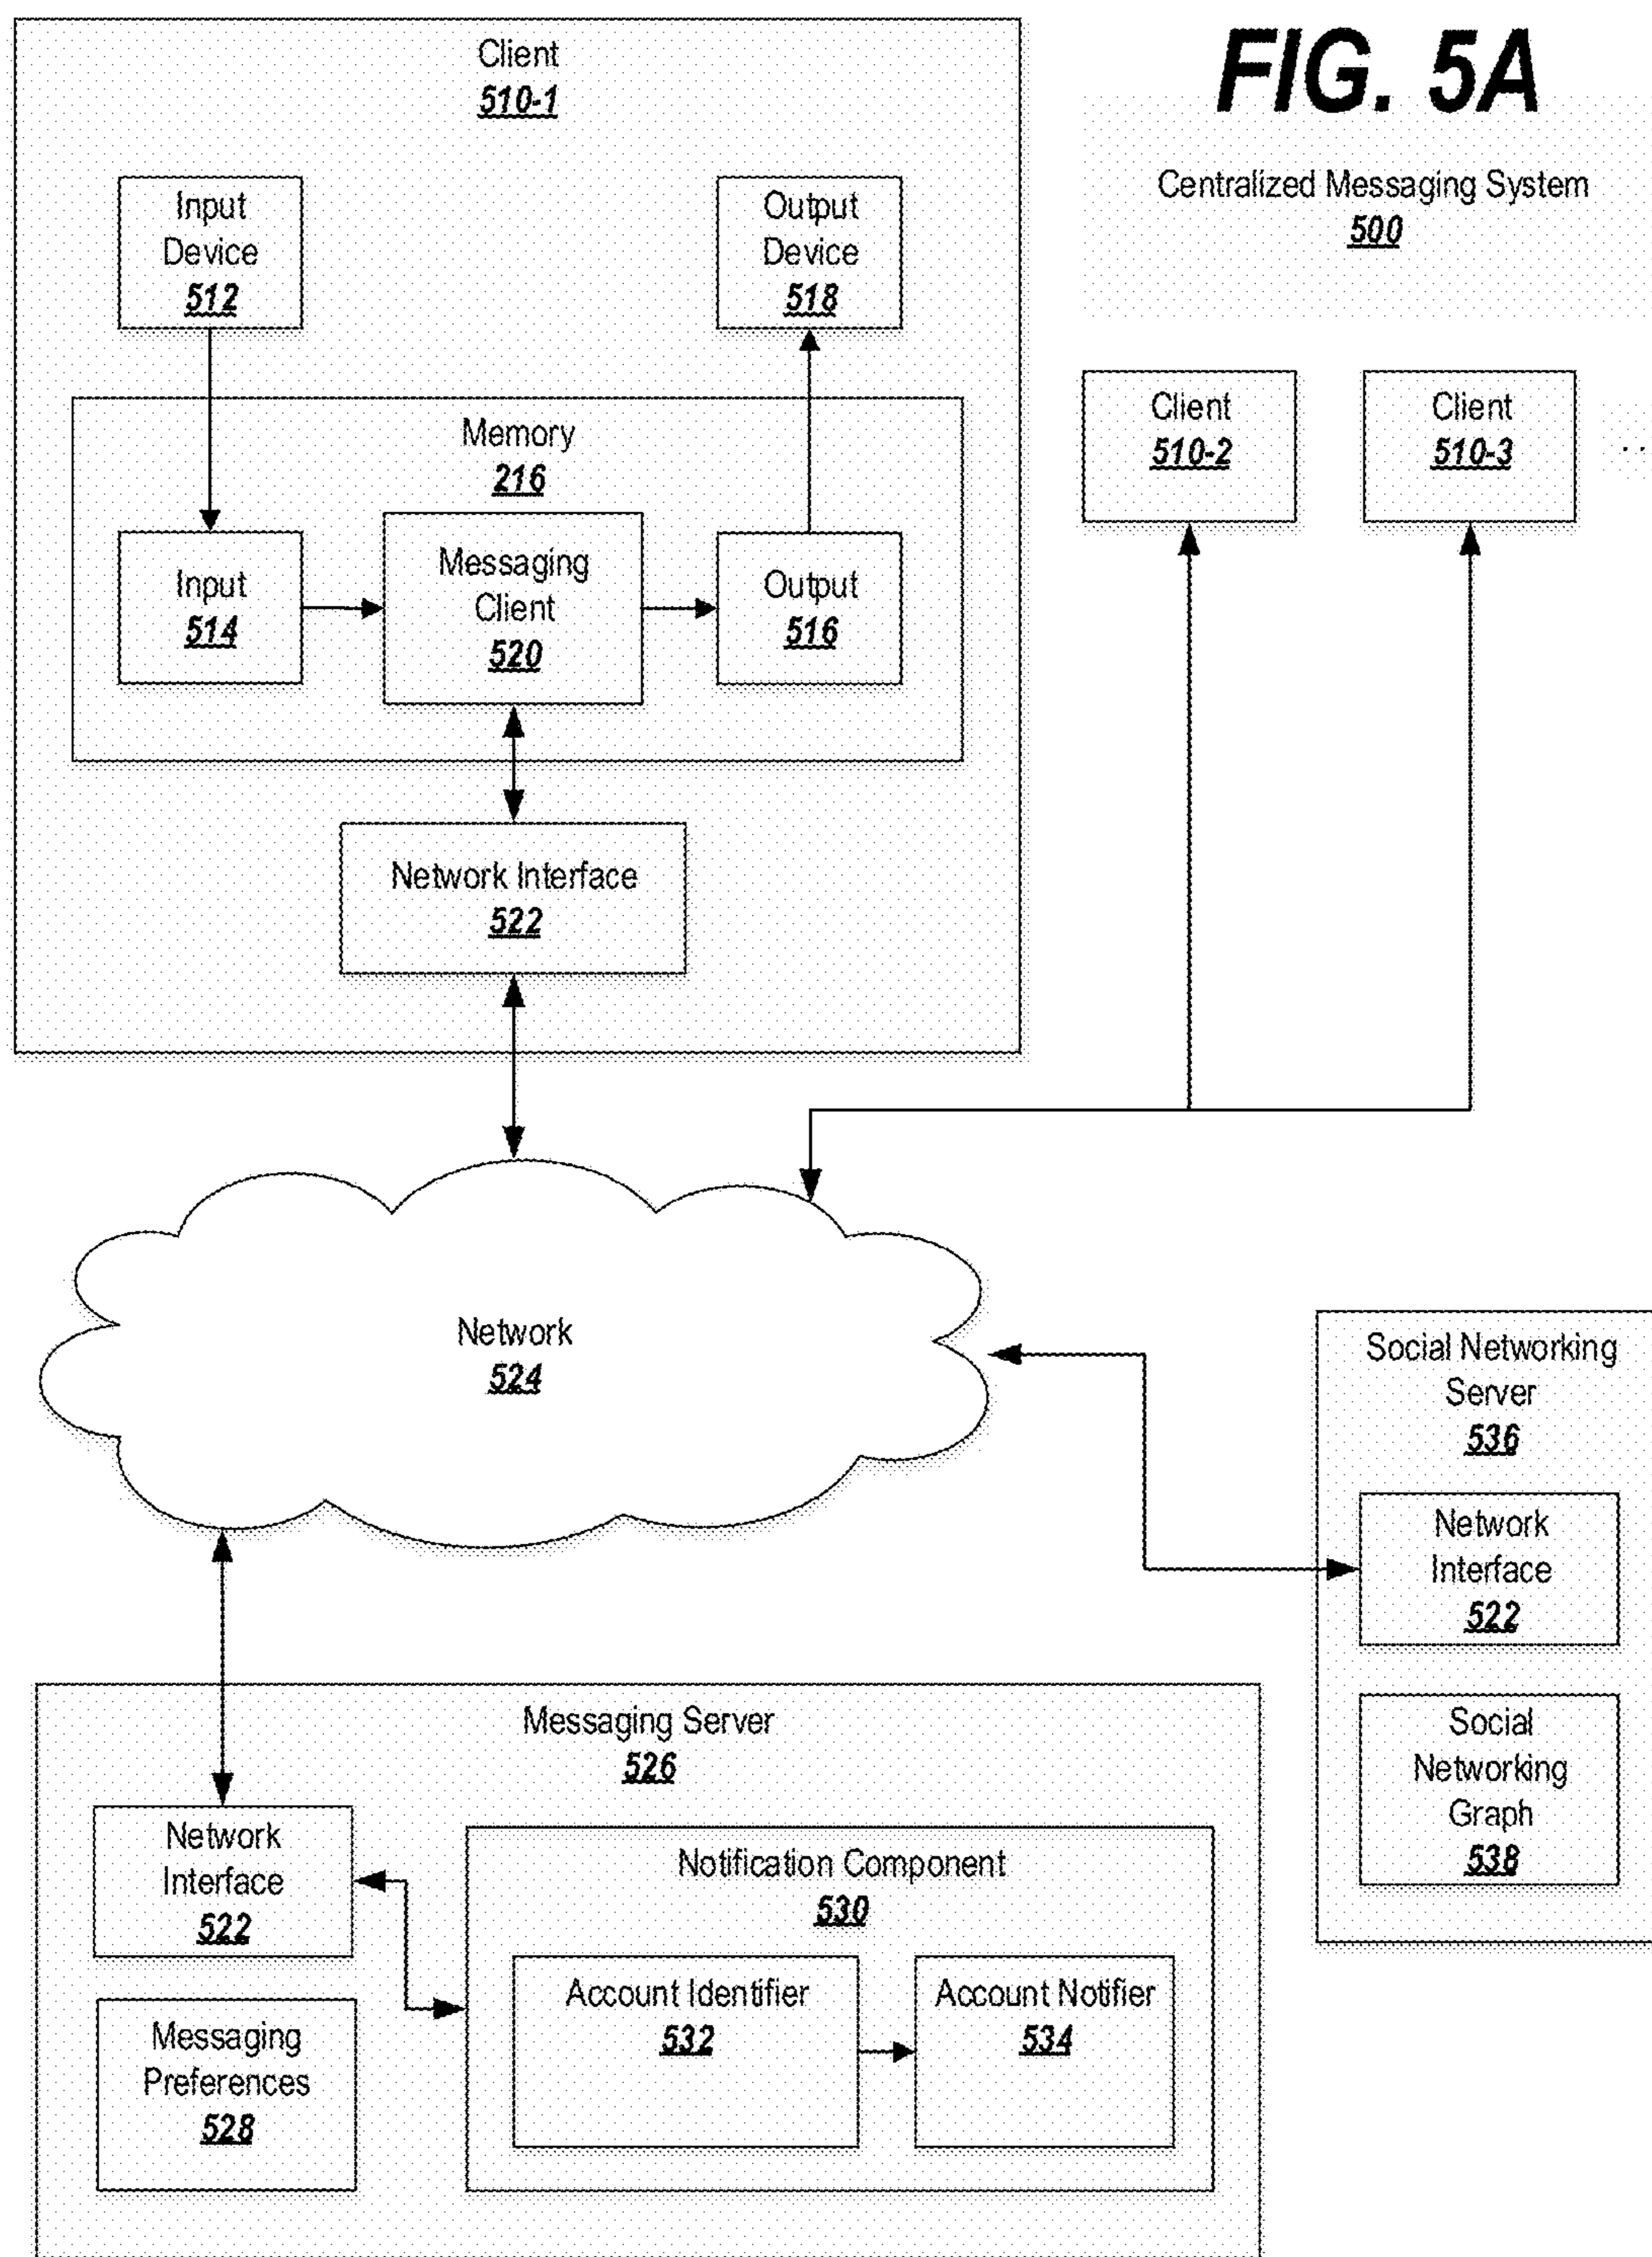 FIG. 5A
Centralized Messaging System
500
Client
510-1
Input
Device
512
Output
Device
518
Memory
216
Input
514
Messaging
Client
520
Output
516
Network Interface
522
Client
510-2
Client
510-3
. .
Network
524
Social Networking
Server
536
Network
Interface
522
Social
Networking
Graph
538
Messaging Server
526
Network
Interface
522
Messaging
Preferences
528
Notification Component
530
Account Identifier
532
Account Notifier
534